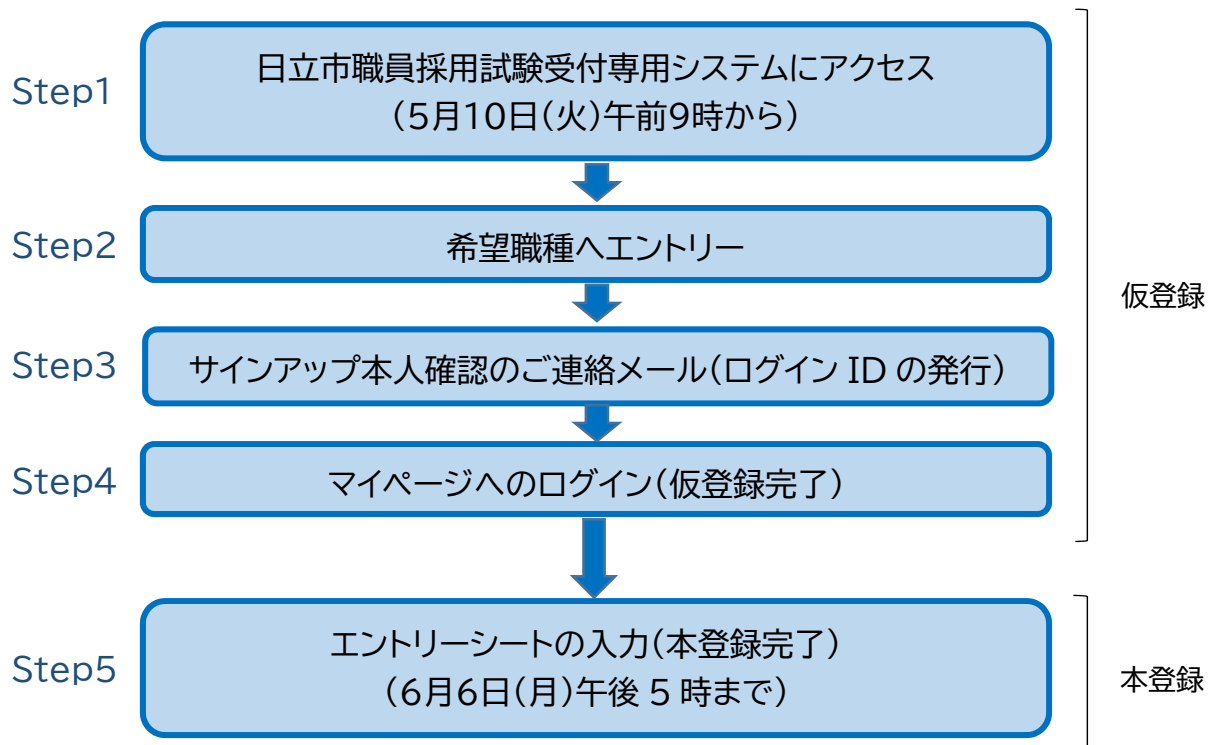 Step1
日立市職員採用試験受付専用システムにアクセス
（5月10日（火）午前9時から）
Step2
希望職種へエントリー
Step3
サインアップ本人確認のご連絡メール（ログイン ID の発行）
Step4
マイページへのログイン（仮登録完了）
仮登録
Step5
エントリーシートの入力（本登録完了）
（6月6日（月）午後 5 時まで）
本登録